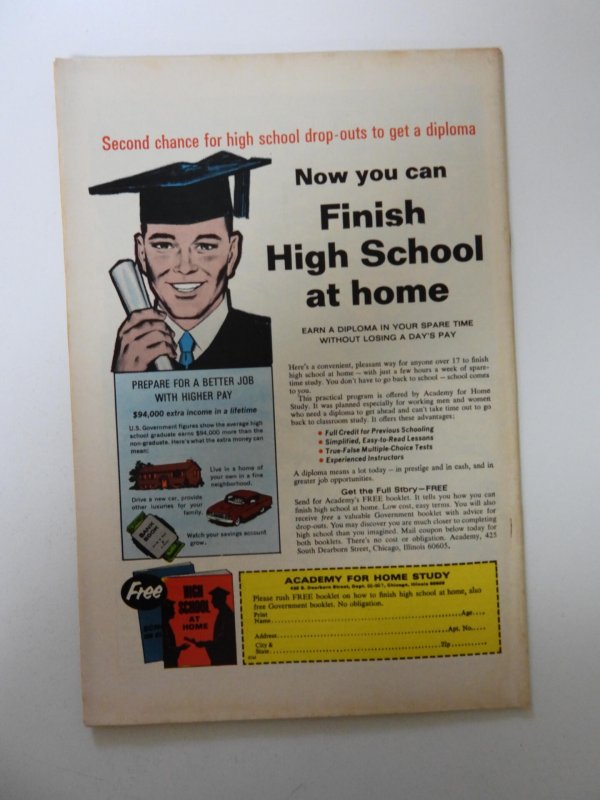 Second chance for high school drop-outs to get a diploma
Now you can
Finish
High School
at home
EARN A DIPLOMA IN YOUR SPARE TIME
WITHOUT LOSING A DAY'S PAY
Here's a convenient, pleasant way for anyone over 17 to finish
high school at home — with just a few hours a week of spare-
time study. You don't have to go back to school — school comes
to you.
This practical program is offered by Academy for Home
Study. It was planned especially for working men and women
who need a diploma to get ahead and can't take time out to go
back to classroom study. It offers these advantages:
• Full Credit for Previous Schooling
• Simplified, Easy-to-Read Lessons
• True-False Multiple-Choice Tests
• Experienced Instructors
A diploma means a lot today — in prestige and in cash, and in
greater job opportunities.
Get the Full Story—FREE
Send for Academy's FREE booklet. It tells you how you can
finish high school at home. Low cost, easy terms. You will also
receive free a valuable Government booklet with advice for
drop-outs. You may discover you are much closer to completing
high school than you imagined. Mail coupon below today for
both booklets. There's no cost or obligation. Academy, 425
South Dearborn Street, Chicago, Illinois 60605.
PREPARE FOR A BETTER JOB
WITH HIGHER PAY
$94,000 extra income in a lifetime
U.S. Government figures show the average high
school graduate earns $94,000 more than the
non-graduate. Here's what the extra money can
mean:
Live in a home of
your own in a fine
neighborhood.
Drive a new car, provide
other luxuries for your
family.
BANK
BOOK
Watch your savings account
grow.
Free
HIGH
SCHOOL
AT
HOME
ACADEMY FOR HOME STUDY
Chicago, Illinois 60605
Please rush FREE booklet on how to finish high school at home, also
free Government booklet. No obligation.
Print
Name Age
Address Apt. No.
City &
State Zip